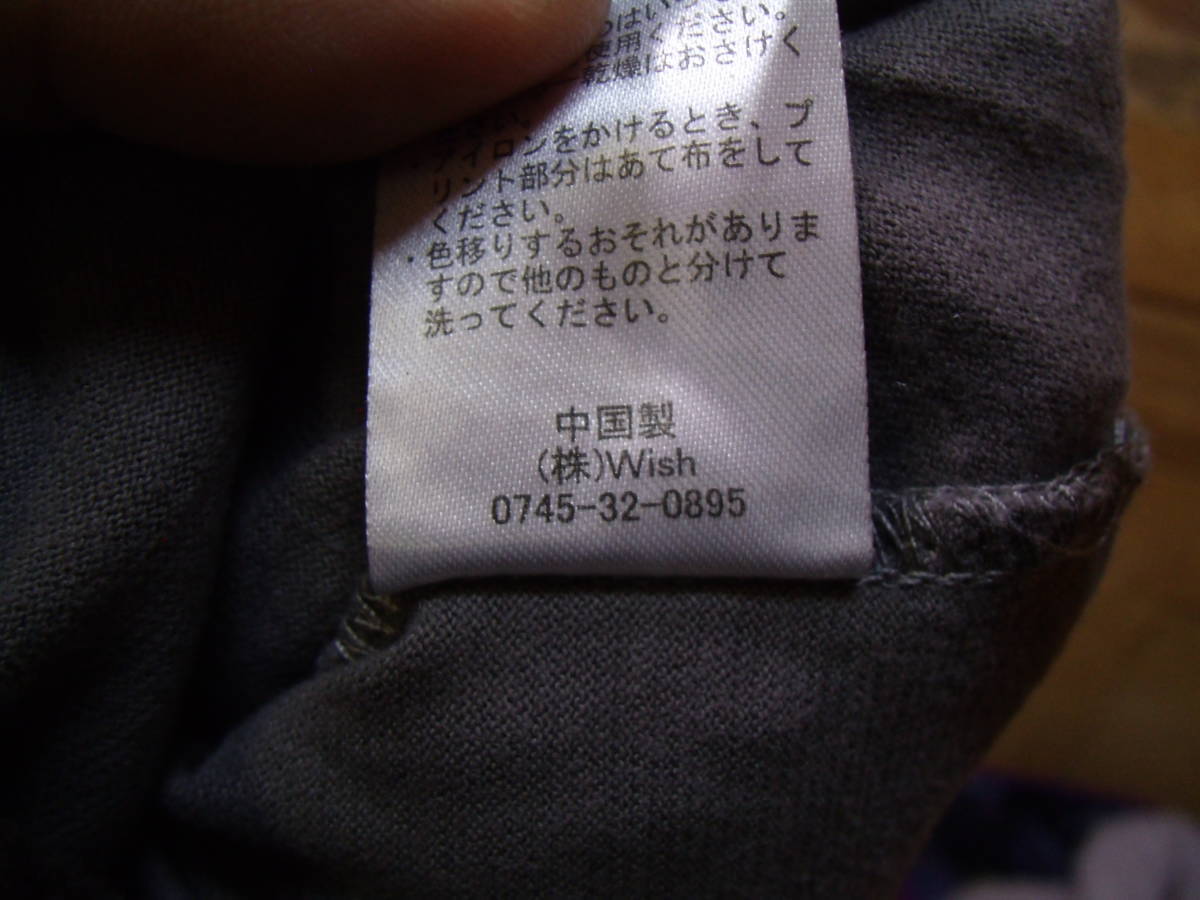 使用ください。
乾燥はおさけく
アイロンをかけるとき、プ
リント部分はあて布をして
ください。
・色移りするおそれがありま
すので他のものと分けて
洗ってください。
中国製
(株)Wish
0745-32-0895